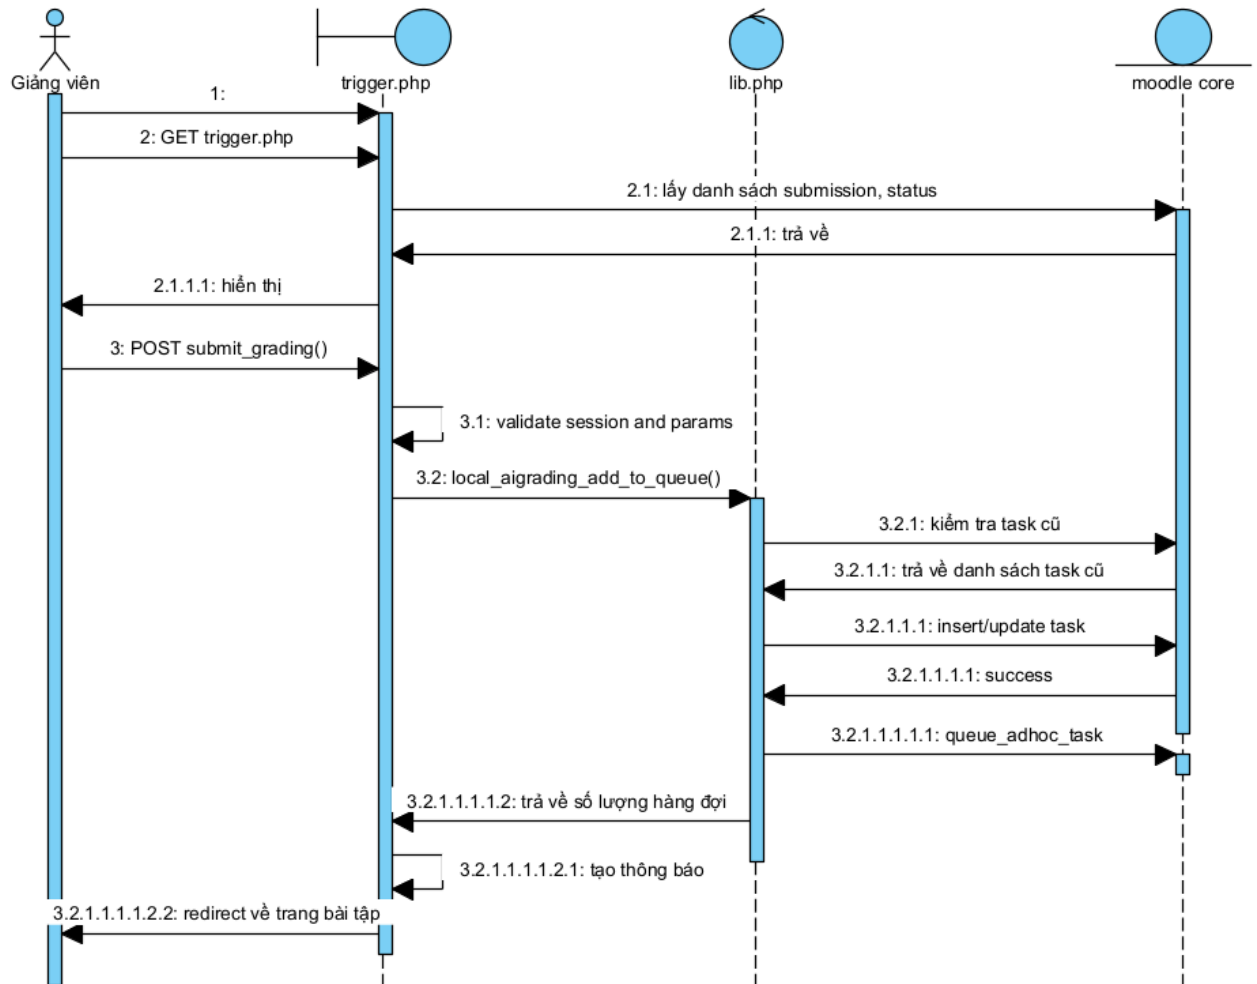 Giảng viên
trigger.php
lib.php
moodle core
1:
2: GET trigger.php
2.1: lấy danh sách submission, status
2.1.1: trả về
2.1.1.1: hiển thị
3: POST submit_grading()
3.1: validate session and params
3.2: local_aigrading_add_to_queue()
3.2.1: kiểm tra task cũ
3.2.1.1: trả về danh sách task cũ
3.2.1.1.1: insert/update task
3.2.1.1.1.1: success
3.2.1.1.1.1.1: queue_adhoc_task
3.2.1.1.1.1.2: trả về số lượng hàng đợi
3.2.1.1.1.1.2.1: tạo thông báo
3.2.1.1.1.1.2.2: redirect về trang bài tập